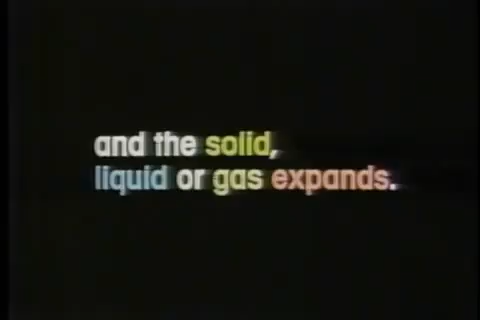 and the solid,
liquid or gas expands.